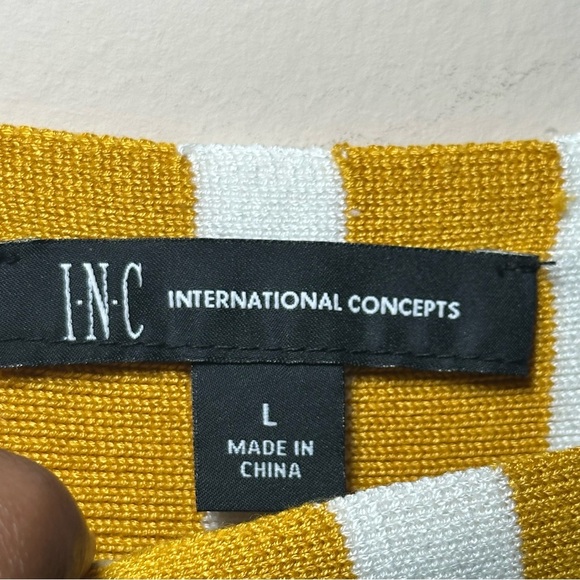 I·N·C INTERNATIONAL CONCEPTS
L
MADE IN
CHINA